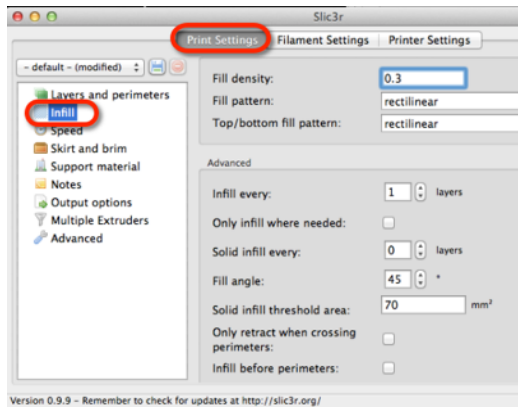 Slic3r
Print Settings Filament Settings Printer Settings
- default - (modified)
Layers and perimeters
Infill
Speed
Skirt and brim
Support material
Notes
Output options
Multiple Extruders
Advanced
Fill density: 0.3
Fill pattern: rectilinear
Top/bottom fill pattern: rectilinear
Advanced
Infill every: 1 layers
Only infill where needed:
Solid infill every: 0 layers
Fill angle: 45 °
Solid infill threshold area: 70 mm²
Only retract when crossing
perimeters:
Infill before perimeters:
Version 0.9.9 - Remember to check for updates at http://slic3r.org/